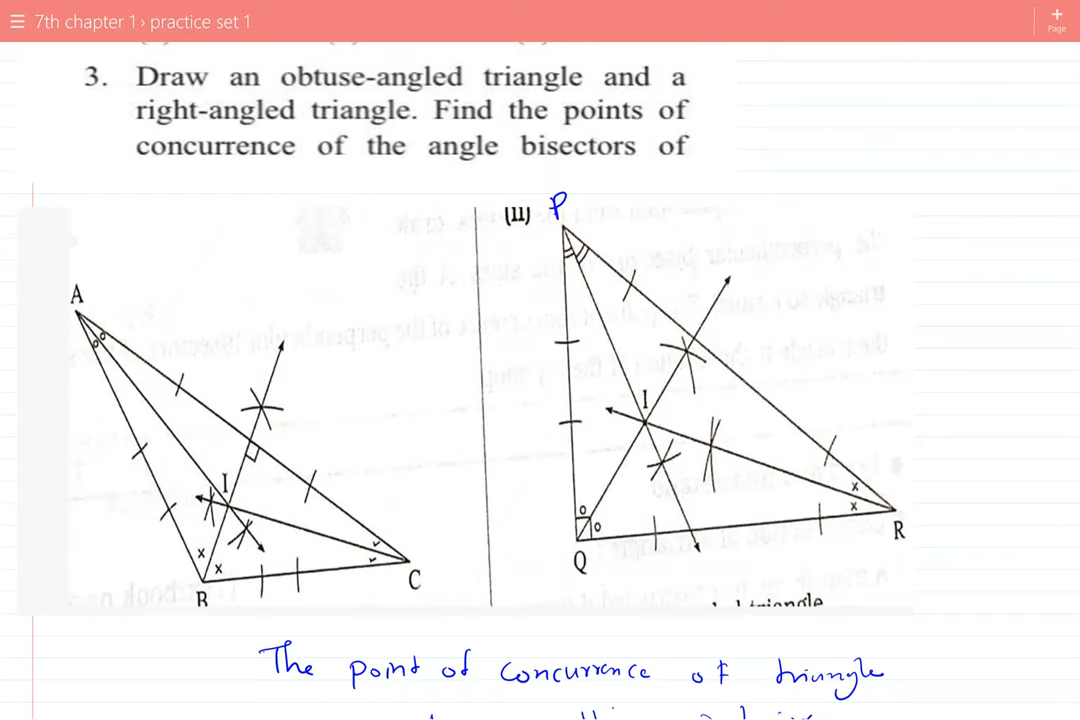 7th chapter 1 › practice set 1
+
Page
3. Draw an obtuse-angled triangle and a
right-angled triangle. Find the points of
concurrence of the angle bisectors of
(II) P
A
I
I
R
Q
B
C
The point of concurrence of triangle